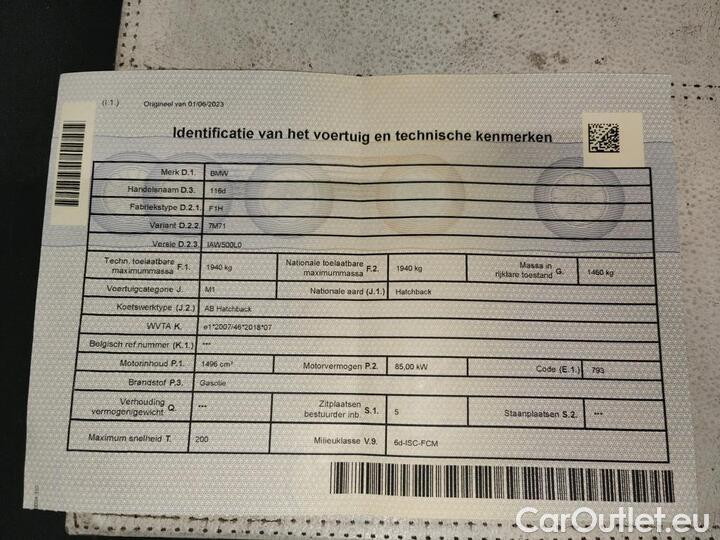 (I.1.) Origineel van 01/06/2023
Identificatie van het voertuig en technische kenmerken
Merk D.1. BMW
Handelsnaam D.3. 116d
Fabriekstype D.2.1. F1H
Variant D.2.2. 7M71
Versie D.2.3. IAW500L0
Techn. toelaatbare maximummassa F.1. 1940 kg Nationale toelaatbare maximummassa F.2. 1940 kg Massa in rijklare toestand G. 1460 kg
Voertuigcategorie J. M1 Nationale aard (J.1.) Hatchback
Koetswerktype (J.2.) AB Hatchback
WVTA K. e1*2007/46*2018*07
Belgisch ref.nummer (K.1.) ***
Motorinhoud P.1. 1496 cm³ Motorvermogen P.2. 85,00 kW Code (E.1.) 793
Brandstof P.3. Gasolie
Verhouding vermogen/gewicht Q. *** Zitplaatsen bestuurder inb. S.1. 5 Staanplaatsen S.2. ***
Maximum snelheid T. 200 Milieuklasse V.9. 6d-ISC-FCM
CarOutlet.eu